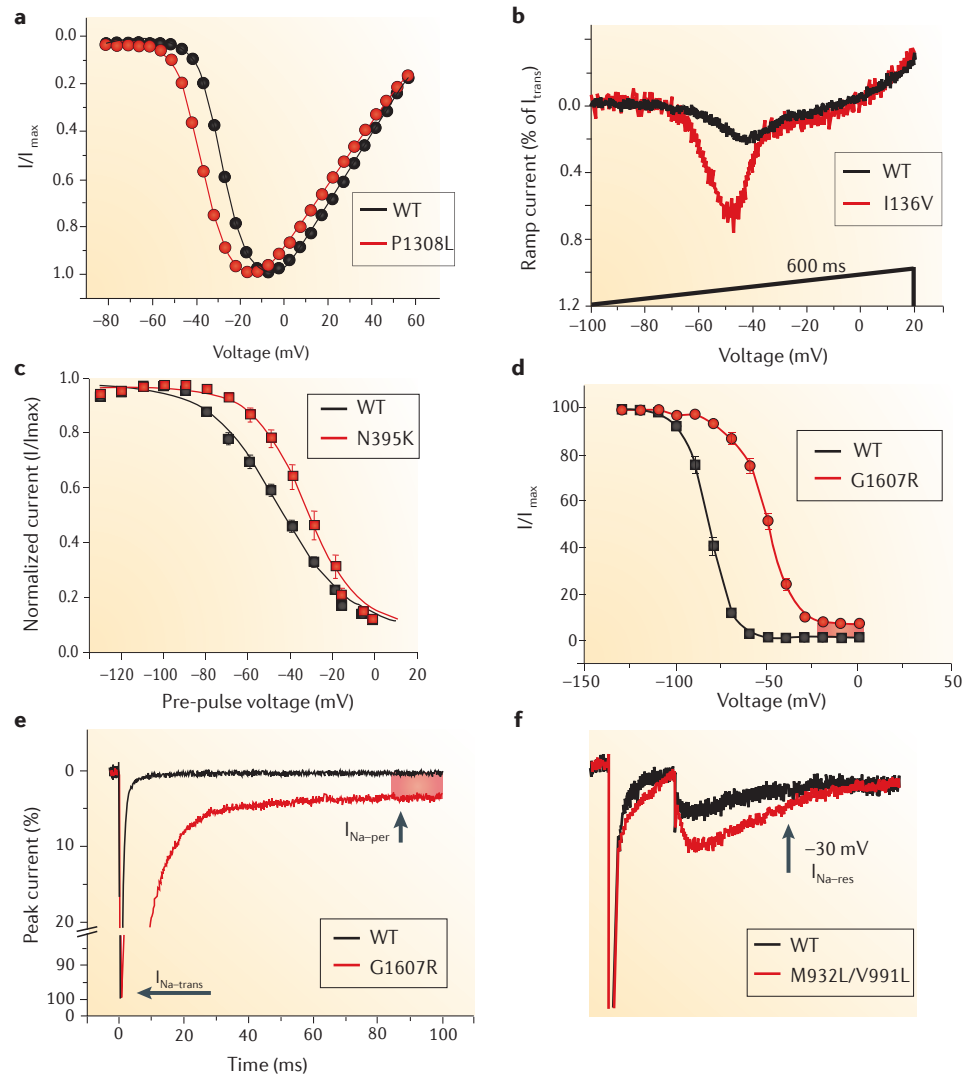 a
I/I max
0.0
0.2
0.4
0.6
0.8
1.0
WT
P1308L
–80 –60 –40 –20 0 20 40 60
Voltage (mV)
b
Ramp current (% of Itrans)
0.0
0.4
0.8
1.2
WT
I136V
600 ms
–100 –80 –60 –40 –20 0 20
Voltage (mV)
c
Normalized current (I/Imax)
1.0
0.8
0.6
0.4
0.2
0.0
WT
N395K
–120 –100 –80 –60 –40 –20 0 20
Pre-pulse voltage (mV)
d
I/I max
100
80
60
40
20
0
WT
G1607R
–150 –100 –50 0 50
Voltage (mV)
e
Peak current (%)
0
10
20
90
100
0
INa–per
INa–trans
WT
G1607R
0 20 40 60 80 100
Time (ms)
f
–30 mV
INa–res
WT
M932L/V991L